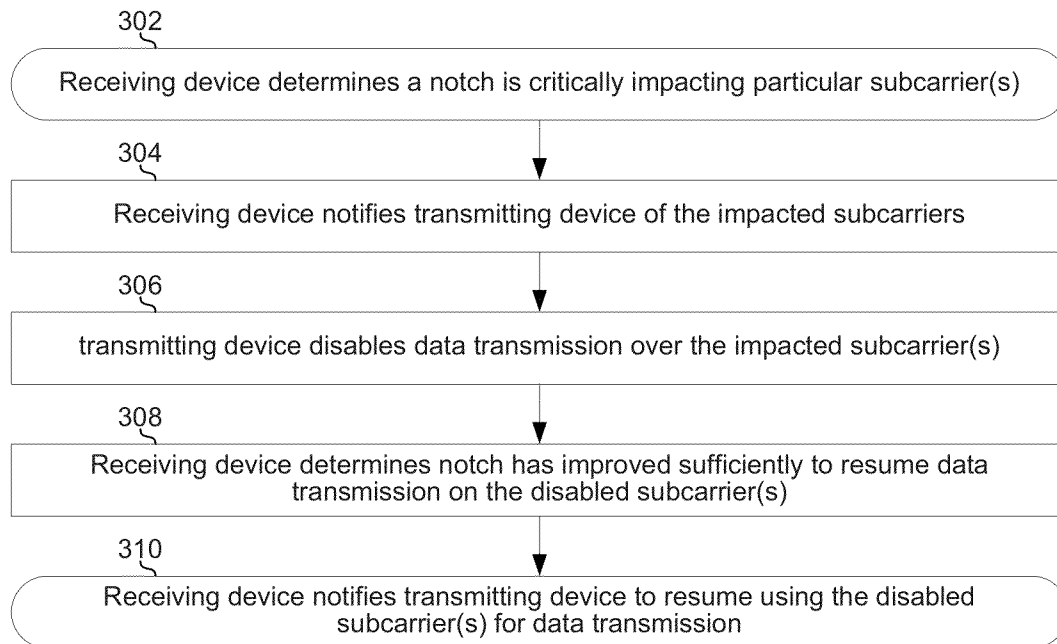 302
Receiving device determines a notch is critically impacting particular subcarrier(s)
304
Receiving device notifies transmitting device of the impacted subcarriers
306
transmitting device disables data transmission over the impacted subcarrier(s)
308
Receiving device determines notch has improved sufficiently to resume data
transmission on the disabled subcarrier(s)
310
Receiving device notifies transmitting device to resume using the disabled
subcarrier(s) for data transmission